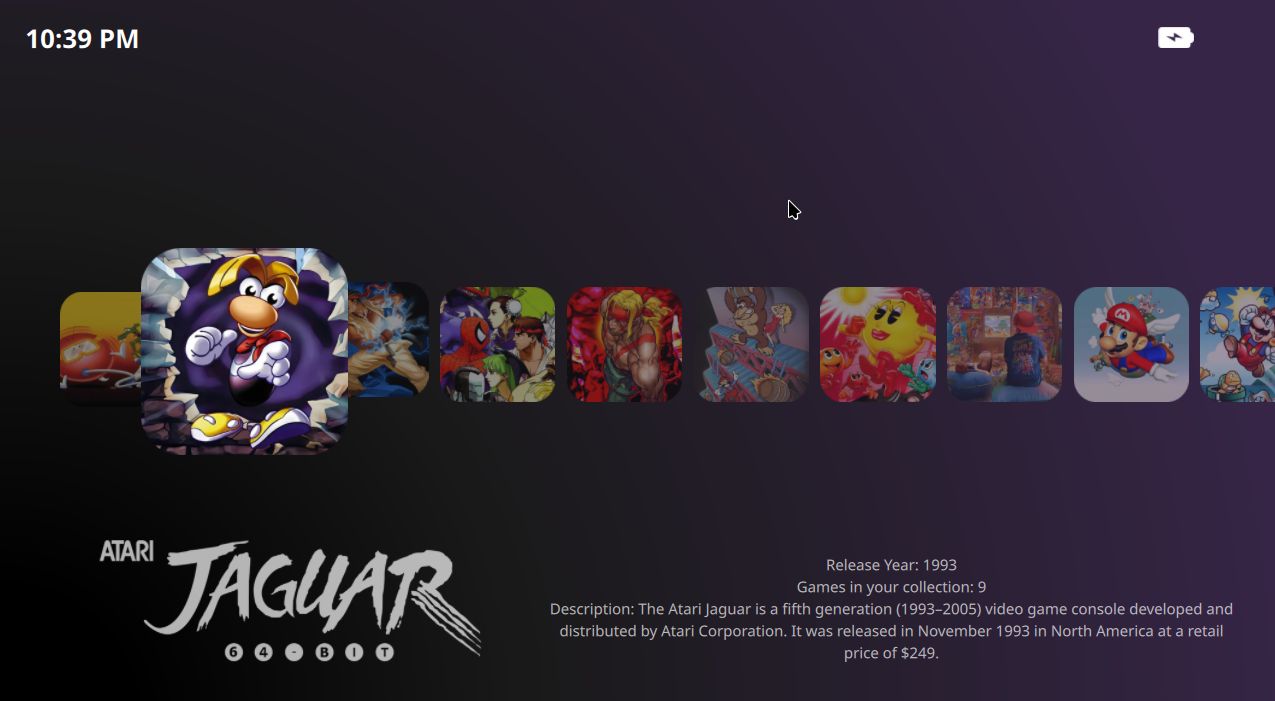 10:39 PM
ATARI
JAGUAR
64-BIT
Release Year: 1993
Games in your collection: 9
Description: The Atari Jaguar is a fifth generation (1993–2005) video game console developed and
distributed by Atari Corporation. It was released in November 1993 in North America at a retail
price of $249.